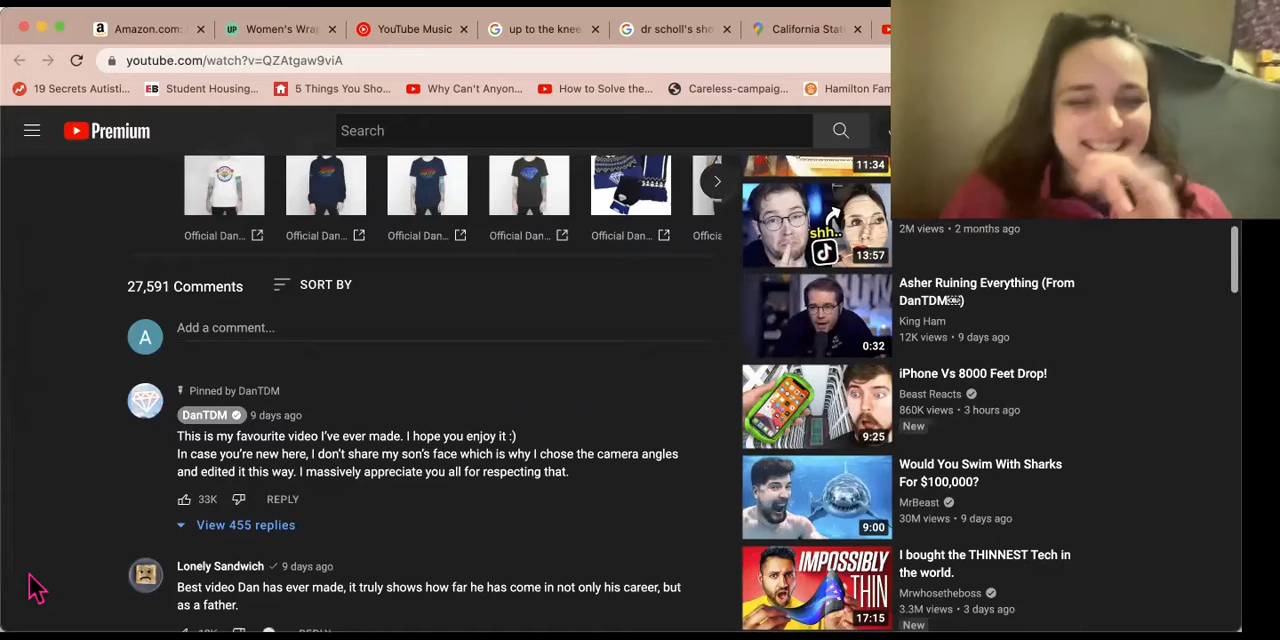 Amazon.com:
UP Women's Wrap
YouTube Music
up to the knee
dr scholl's sho
California Stat
youtube.com/watch?v=QZAtgaw9viA
19 Secrets Autisti...
EB Student Housing...
5 Things You Sho...
Why Can't Anyon...
How to Solve the...
Careless-campaig...
Hamilton Fam
Premium
Search
Official Dan...
Official Dan...
Official Dan...
Official Dan...
Official Dan...
Officia
27,591 Comments
SORT BY
A
Add a comment...
Pinned by DanTDM
DanTDM 9 days ago
This is my favourite video I've ever made. I hope you enjoy it :)
In case you're new here, I don't share my son's face which is why I chose the camera angles
and edited it this way. I massively appreciate you all for respecting that.
33K
REPLY
View 455 replies
Lonely Sandwich 9 days ago
Best video Dan has ever made, it truly shows how far he has come in not only his career, but
as a father.
11:34
shh..
13:57
2M views • 2 months ago
0:32
Asher Ruining Everything (From
DanTDM)
King Ham
12K views • 9 days ago
9:25
iPhone Vs 8000 Feet Drop!
Beast Reacts
860K views • 3 hours ago
New
9:00
Would You Swim With Sharks
For $100,000?
MrBeast
30M views • 9 days ago
IMPOSSIBLY
THIN
17:15
I bought the THINNEST Tech in
the world.
Mrwhosetheboss
3.3M views • 3 days ago
New